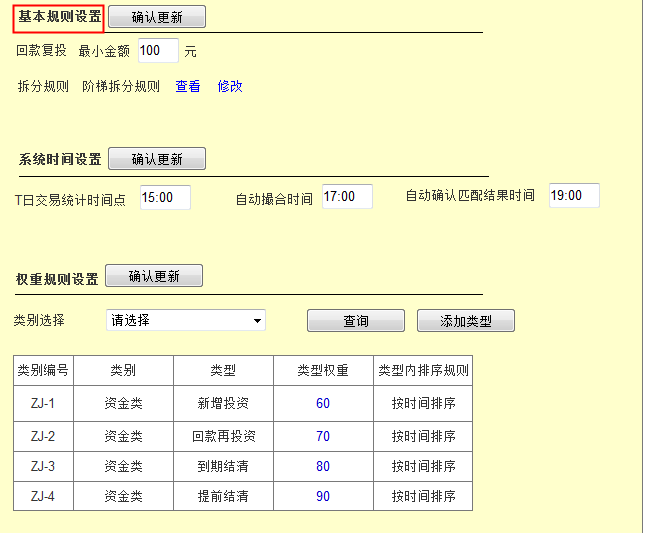 基本规则设置 确认更新
回款复投 最小金额 100 元
拆分规则 阶梯拆分规则 查看 修改
系统时间设置 确认更新
T日交易统计时间点 15:00 自动撮合时间 17:00 自动确认匹配结果时间 19:00
权重规则设置 确认更新
类别选择 请选择 查询 添加类型
类别编号 类别 类型 类型权重 类型内排序规则
ZJ-1 资金类 新增投资 60 按时间排序
ZJ-2 资金类 回款再投资 70 按时间排序
ZJ-3 资金类 到期结清 80 按时间排序
ZJ-4 资金类 提前结清 90 按时间排序